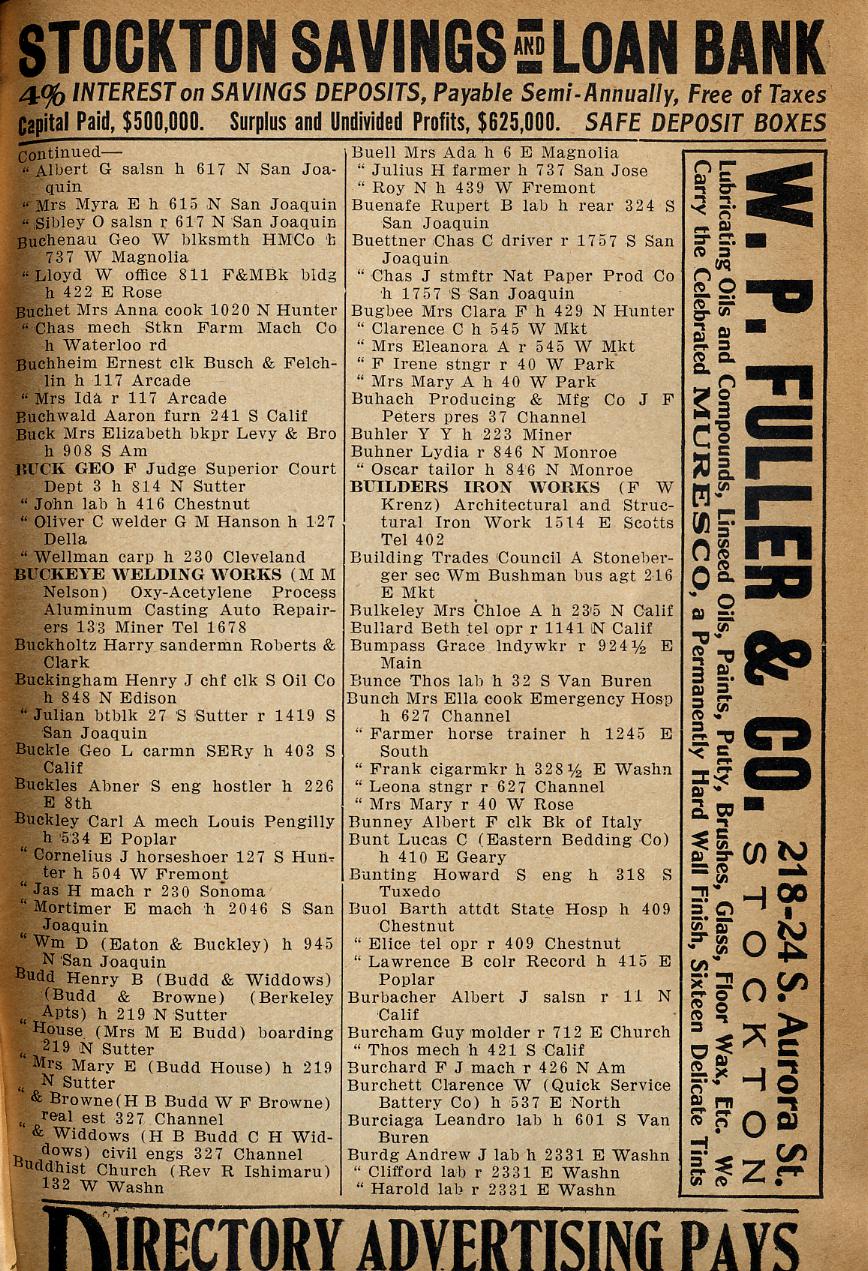 STOCKTON SAVINGS AND LOAN BANK
4% INTEREST on SAVINGS DEPOSITS, Payable Semi-Annually, Free of Taxes
Capital Paid, $500,000. Surplus and Undivided Profits, $625,000. SAFE DEPOSIT BOXES
Continued—
" Albert G salsn h 617 N San Joa-
quin
" Mrs Myra E h 615 N San Joaquin
" Sibley O salsn r 617 N San Joaquin
Buchenau Geo W blksmth HMCo h
737 W Magnolia
" Lloyd W office 811 F&MBk bldg
h 422 E Rose
Buchet Mrs Anna cook 1020 N Hunter
" Chas mech Stkn Farm Mach Co
h Waterloo rd
Buchheim Ernest clk Busch & Felch-
lin h 117 Arcade
" Mrs Ida r 117 Arcade
Buchwald Aaron furn 241 S Calif
Buck Mrs Elizabeth bkpr Levy & Bro
h 908 S Am
BUCK GEO F Judge Superior Court
Dept 3 h 814 N Sutter
" John lab h 416 Chestnut
" Oliver C welder G M Hanson h 127
Della
" Wellman carp h 230 Cleveland
BUCKEYE WELDING WORKS (M M
Nelson) Oxy-Acetylene Process
Aluminum Casting Auto Repair-
ers 133 Miner Tel 1678
Buckholtz Harry sandermn Roberts &
Clark
Buckingham Henry J chf clk S Oil Co
h 848 N Edison
" Julian btblk 27 S Sutter r 1419 S
San Joaquin
Buckle Geo L carmn SERy h 403 S
Calif
Buckles Abner S eng hostler h 226
E 8th
Buckley Carl A mech Louis Pengilly
h 534 E Poplar
" Cornelius J horseshoer 127 S Hun-
ter h 504 W Fremont
" Jas H mach r 230 Sonoma
" Mortimer E mach h 2046 S San
Joaquin
" Wm D (Eaton & Buckley) h 945
N San Joaquin
Budd Henry B (Budd & Widdows)
(Budd & Browne) (Berkeley
Apts) h 219 N Sutter
" House (Mrs M E Budd) boarding
219 N Sutter
" Mrs Mary E (Budd House) h 219
N Sutter
" & Browne (H B Budd W F Browne)
real est 327 Channel
" & Widdows (H B Budd C H Wid-
dows) civil engs 327 Channel
Buddhist Church (Rev R Ishimaru)
132 W Washn
Buell Mrs Ada h 6 E Magnolia
" Julius H farmer h 737 San Jose
" Roy N h 439 W Fremont
Buenafe Rupert B lab h rear 324 S
San Joaquin
Buettner Chas C driver r 1757 S San
Joaquin
" Chas J stmftr Nat Paper Prod Co
h 1757 S San Joaquin
Bugbee Mrs Clara F h 429 N Hunter
" Clarence C h 545 W Mkt
" Mrs Eleanora A r 545 W Mkt
" F Irene stngr r 40 W Park
" Mrs Mary A h 40 W Park
Buhach Producing & Mfg Co J F
Peters pres 37 Channel
Buhler Y Y h 223 Miner
Buhner Lydia r 846 N Monroe
" Oscar tailor h 846 N Monroe
BUILDERS IRON WORKS (F W
Krenz) Architectural and Struc-
tural Iron Work 1514 E Scotts
Tel 402
Building Trades Council A Stoneber-
ger sec Wm Bushman bus agt 216
E Mkt
Bulkeley Mrs Chloe A h 235 N Calif
Bullard Beth tel opr r 1141 N Calif
Bumpass Grace lndywkr r 924½ E
Main
Bunce Thos lab h 32 S Van Buren
Bunch Mrs Ella cook Emergency Hosp
h 627 Channel
" Farmer horse trainer h 1245 E
South
" Frank cigarmkr h 328½ E Washn
" Leona stngr r 627 Channel
" Mrs Mary r 40 W Rose
Bunney Albert F clk Bk of Italy
Bunt Lucas C (Eastern Bedding Co)
h 410 E Geary
Bunting Howard S eng h 318 S
Tuxedo
Buol Barth attdt State Hosp h 409
Chestnut
" Elice tel opr r 409 Chestnut
" Lawrence B colr Record h 415 E
Poplar
Burbacher Albert J salsn r 11 N
Calif
Burcham Guy molder r 712 E Church
" Thos mech h 421 S Calif
Burchard F J mach r 426 N Am
Burchett Clarence W (Quick Service
Battery Co) h 537 E North
Burciaga Leandro lab h 601 S Van
Buren
Burdg Andrew J lab h 2331 E Washn
" Clifford lab r 2331 E Washn
" Harold lab r 2331 E Washn
W. P. FULLER & CO. 218-24 S. Aurora St.
STOCKTON
Lubricating Oils and Compounds, Linseed Oils, Paints, Putty, Brushes, Glass, Floor Wax, Etc. We
Carry the Celebrated MURESCO, a Permanently Hard Wall Finish, Sixteen Delicate Tints
DIRECTORY ADVERTISING PAYS